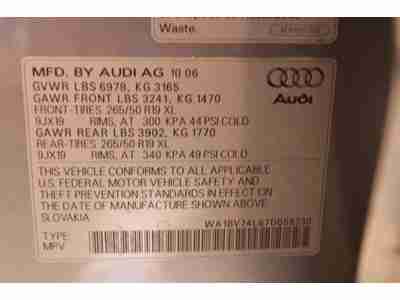 Waste.
MFD. BY AUDI AG 10 06
GVWR LBS 6978, KG 3165
GAWR FRONT LBS 3241, KG 1470
FRONT-TIRES 265/50 R19 XL
9JX19 RIMS, AT 300 KPA 44 PSI COLD
GAWR REAR LBS 3902, KG 1770
REAR-TIRES 265/50 R19 XL
9JX19 RIMS, AT 340 KPA 49 PSI COLD
Audi
THIS VEHICLE CONFORMS TO ALL APPLICABLE
U.S. FEDERAL MOTOR VEHICLE SAFETY AND
THEFT PREVENTION STANDARDS IN EFFECT ON
THE DATE OF MANUFACTURE SHOWN ABOVE
SLOVAKIA
TYPE
MPV